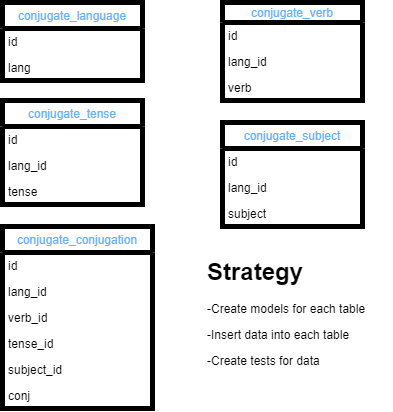 conjugate_language
id
lang
conjugate_verb
id
lang_id
verb
conjugate_tense
id
lang_id
tense
conjugate_subject
id
lang_id
subject
conjugate_conjugation
id
lang_id
verb_id
tense_id
subject_id
conj
Strategy
-Create models for each table
-Insert data into each table
-Create tests for data